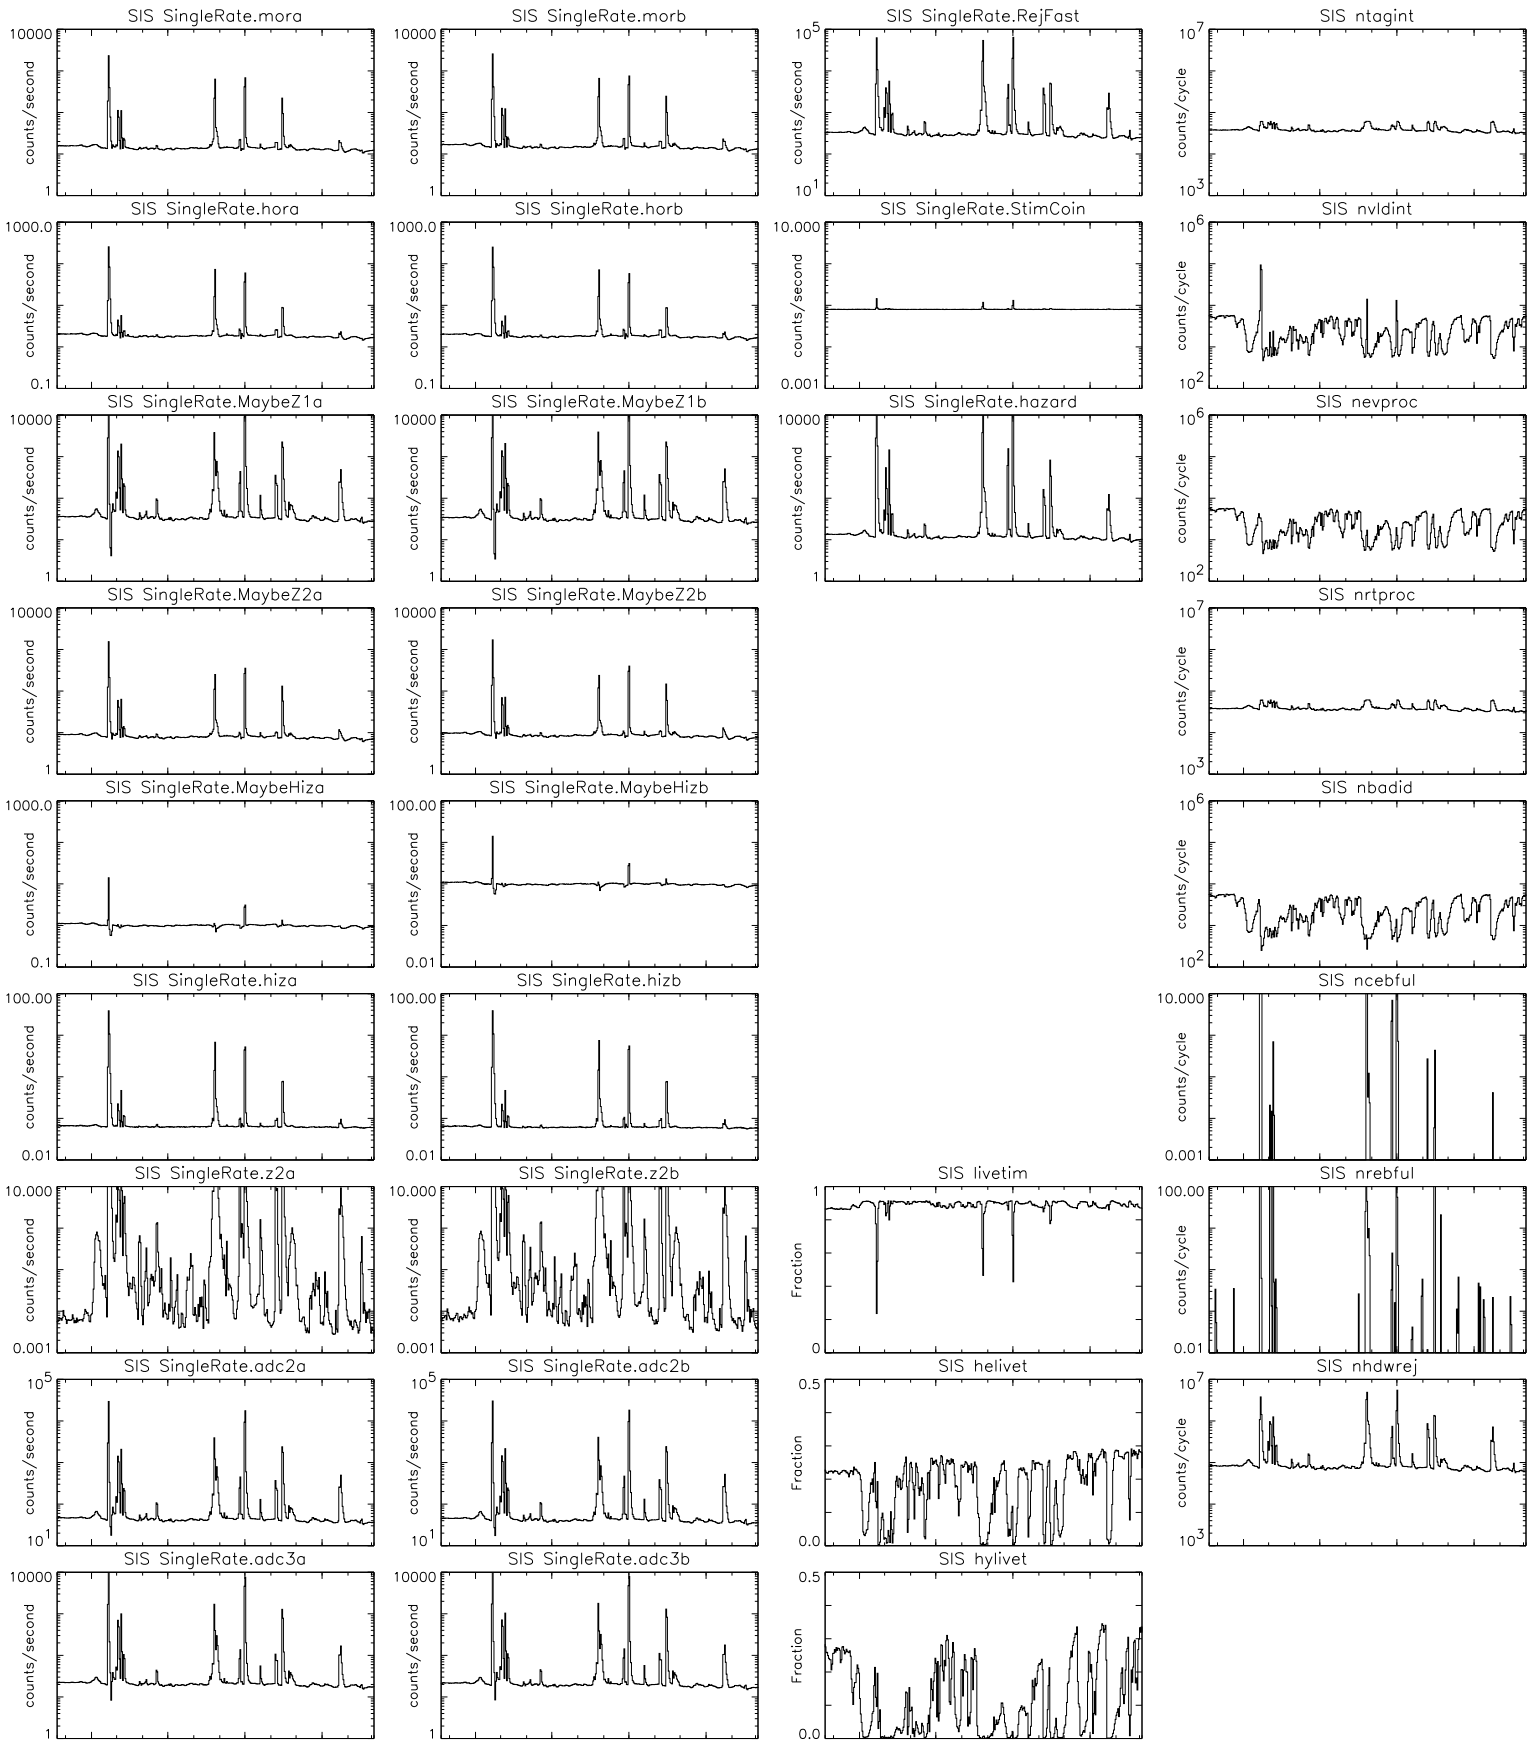 SIS SingleRate.mora
10000
counts/second
1
SIS SingleRate.morb
10000
counts/second
1
SIS SingleRate.RejFast
10^5
counts/second
10^1
SIS ntagint
10^7
counts/cycle
10^3
SIS SingleRate.hora
1000.0
counts/second
0.1
SIS SingleRate.horb
1000.0
counts/second
0.1
SIS SingleRate.StimCoin
10.000
counts/second
0.001
SIS nvldint
10^6
counts/cycle
10^2
SIS SingleRate.MaybeZ1a
10000
counts/second
1
SIS SingleRate.MaybeZ1b
10000
counts/second
1
SIS SingleRate.hazard
10000
counts/second
1
SIS nevproc
10^6
counts/cycle
10^2
SIS SingleRate.MaybeZ2a
10000
counts/second
1
SIS SingleRate.MaybeZ2b
10000
counts/second
1
SIS nrtproc
10^7
counts/cycle
10^3
SIS SingleRate.MaybeHiza
1000.0
counts/second
0.1
SIS SingleRate.MaybeHizb
100.00
counts/second
0.01
SIS nbadid
10^6
counts/cycle
10^2
SIS SingleRate.hiza
100.00
counts/second
0.01
SIS SingleRate.hizb
100.00
counts/second
0.01
SIS ncebful
10.000
counts/cycle
0.001
SIS SingleRate.z2a
10.000
counts/second
0.001
SIS SingleRate.z2b
10.000
counts/second
0.001
SIS livetim
1
Fraction
0
SIS nrebful
100.00
counts/cycle
0.01
SIS SingleRate.adc2a
10^5
counts/second
10^1
SIS SingleRate.adc2b
10^5
counts/second
10^1
SIS helivet
0.5
Fraction
0.0
SIS nhdwrej
10^7
counts/cycle
10^3
SIS SingleRate.adc3a
10000
counts/second
1
SIS SingleRate.adc3b
10000
counts/second
1
SIS hylivet
0.5
Fraction
0.0